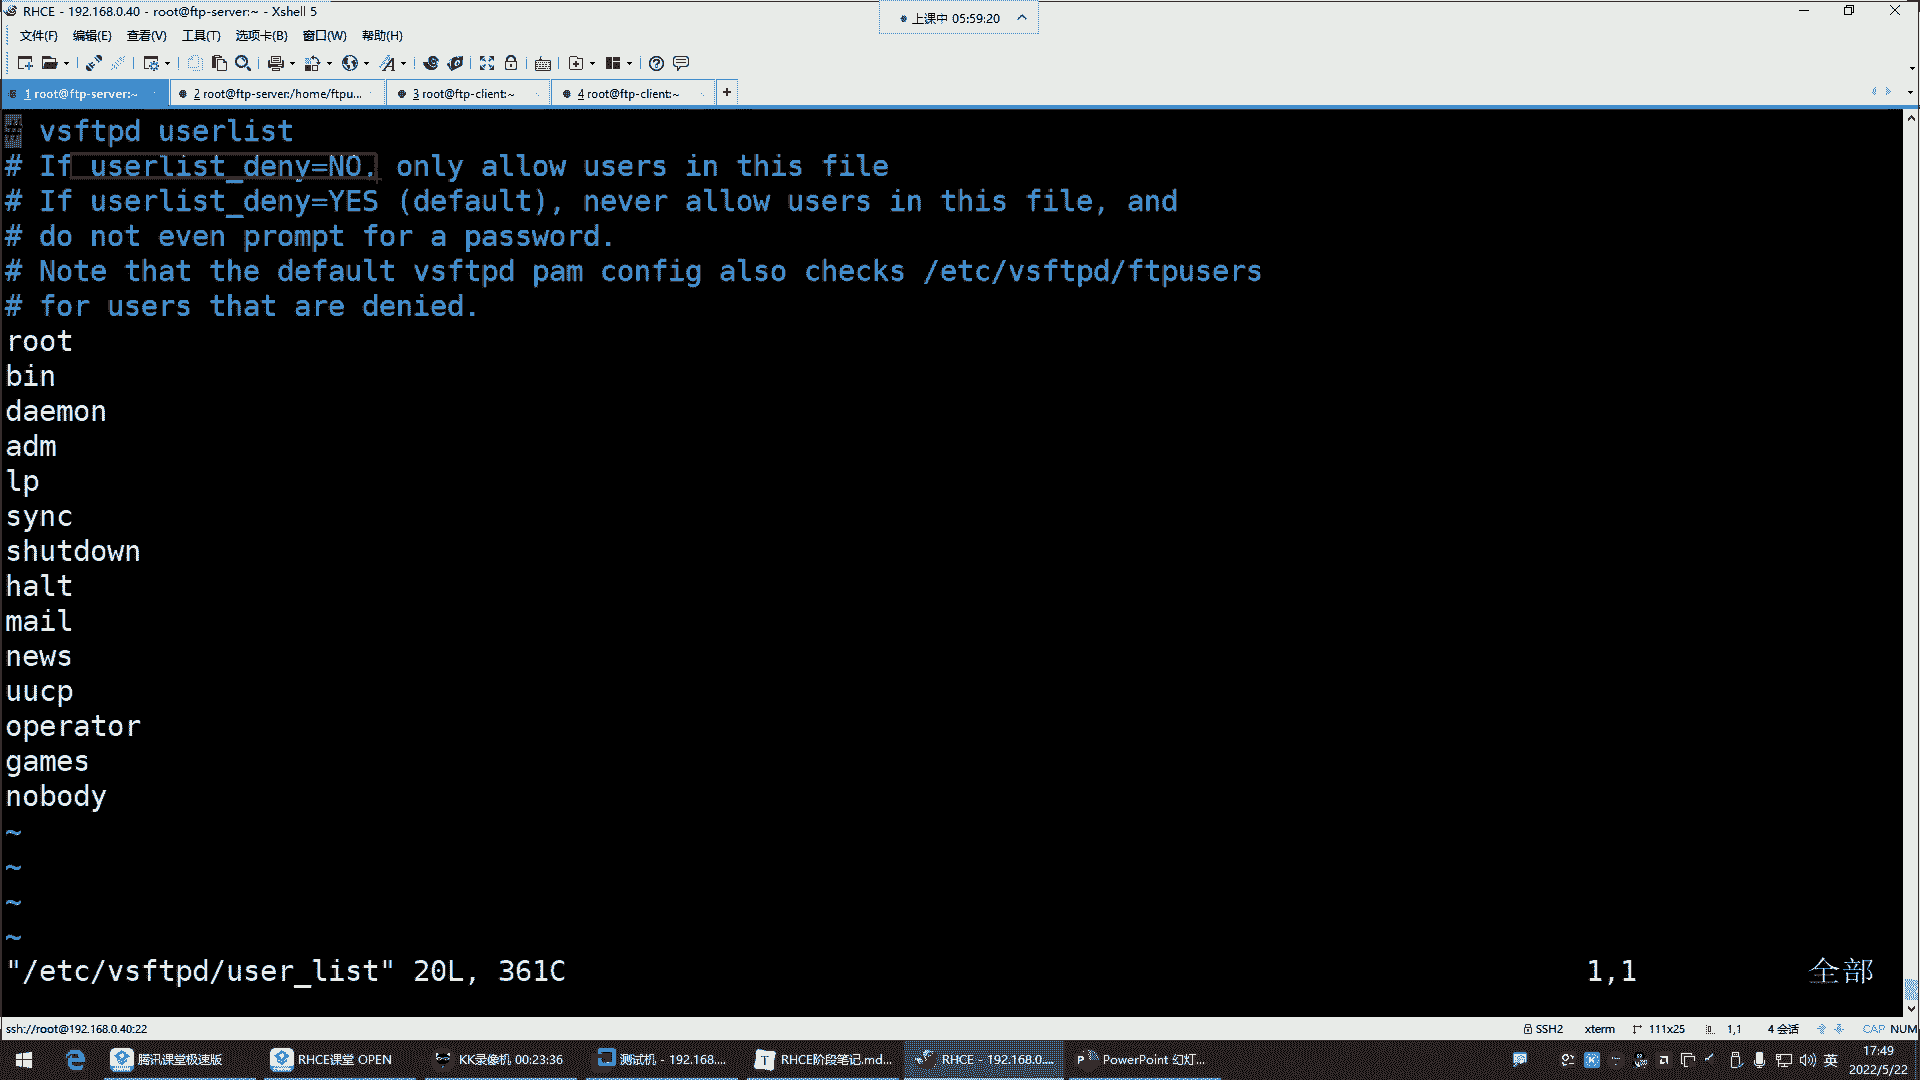 RHCE - 192.168.0.40 - root@ftp-server:~ - Xshell 5
上课中 05:59:20
文件(F) 编辑(E) 查看(V) 工具(T) 选项卡(B) 窗口(W) 帮助(H)
1 root@ftp-server:~ 2 root@ftp-server:/home/ftpu... 3 root@ftp-client:~ 4 root@ftp-client:~ +
# vsftpd userlist
# If userlist_deny=NO, only allow users in this file
# If userlist_deny=YES (default), never allow users in this file, and
# do not even prompt for a password.
# Note that the default vsftpd pam config also checks /etc/vsftpd/ftpusers
# for users that are denied.
root
bin
daemon
adm
lp
sync
shutdown
halt
mail
news
uucp
operator
games
nobody
~
~
~
~
"/etc/vsftpd/user_list" 20L, 361C 1,1 全部
ssh://root@192.168.0.40:22 SSH2 xterm 111x25 1,1 4 会话 CAP NUM
腾讯课堂极速版 RHCE课堂 OPEN KK录像机 00:23:36 测试机 - 192.168.... RHCE阶段笔记.md... RHCE - 192.168.0.... PowerPoint 幻灯... 英 17:49
2022/5/22